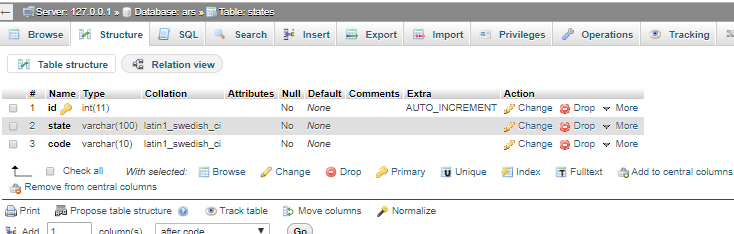 Server: 127.0.0.1 » Database: ars » Table: states
Browse Structure SQL Search Insert Export Import Privileges Operations Tracking
Table structure Relation view
# Name Type Collation Attributes Null Default Comments Extra Action
1 id int(11) No None AUTO_INCREMENT Change Drop More
2 state varchar(100) latin1_swedish_ci No None Change Drop More
3 code varchar(10) latin1_swedish_ci No None Change Drop More
Check all With selected: Browse Change Drop Primary Unique Index Fulltext Add to central columns
Remove from central columns
Print Propose table structure Track table Move columns Normalize
Add 1 column(s) after code Go